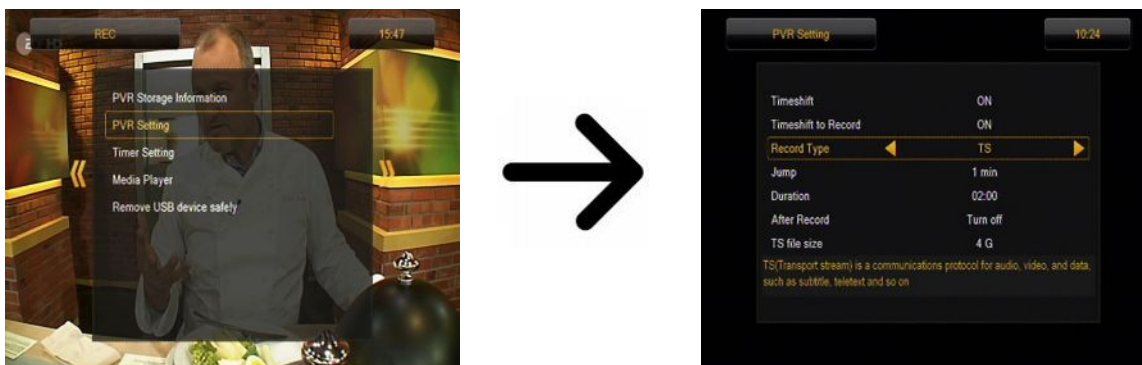 REC
15:47
PVR Storage Information
PVR Setting
Timer Setting
Media Player
Remove USB device safely
PVR Setting
10:24
Timeshift ON
Timeshift to Record ON
Record Type TS
Jump 1 min
Duration 02:00
After Record Turn off
TS file size 4 G
TS(Transport stream) is a communications protocol for audio, video, and data,
such as subtitle, teletext and so on